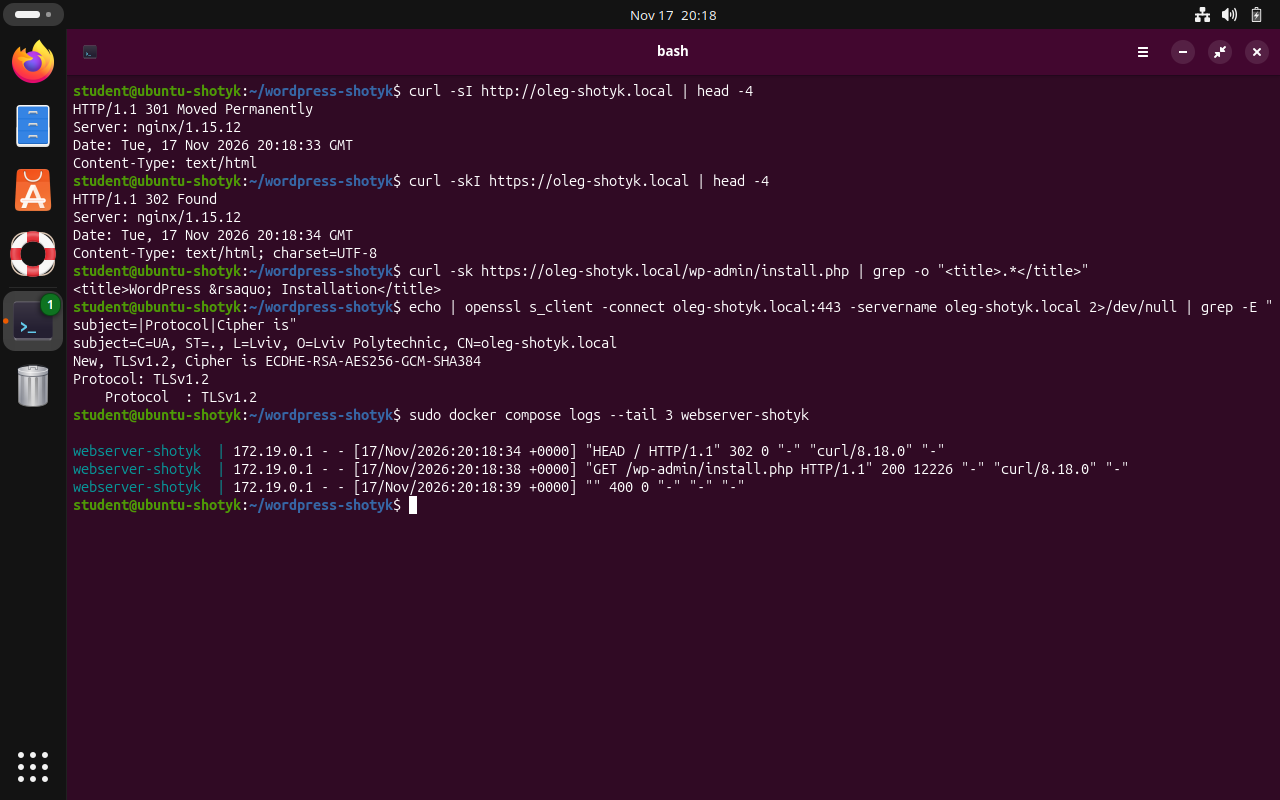 Nov 17 20:18
bash
student@ubuntu-shotyk:~/wordpress-shotyk$ curl -sI http://oleg-shotyk.local | head -4
HTTP/1.1 301 Moved Permanently
Server: nginx/1.15.12
Date: Tue, 17 Nov 2026 20:18:33 GMT
Content-Type: text/html
student@ubuntu-shotyk:~/wordpress-shotyk$ curl -skI https://oleg-shotyk.local | head -4
HTTP/1.1 302 Found
Server: nginx/1.15.12
Date: Tue, 17 Nov 2026 20:18:34 GMT
Content-Type: text/html; charset=UTF-8
student@ubuntu-shotyk:~/wordpress-shotyk$ curl -sk https://oleg-shotyk.local/wp-admin/install.php | grep -o "<title>.*</title>"
<title>WordPress &rsaquo; Installation</title>
student@ubuntu-shotyk:~/wordpress-shotyk$ echo | openssl s_client -connect oleg-shotyk.local:443 -servername oleg-shotyk.local 2>/dev/null | grep -E "
1
subject=|Protocol|Cipher is"
subject=C=UA, ST=., L=Lviv, O=Lviv Polytechnic, CN=oleg-shotyk.local
New, TLSv1.2, Cipher is ECDHE-RSA-AES256-GCM-SHA384
Protocol: TLSv1.2
    Protocol  : TLSv1.2
student@ubuntu-shotyk:~/wordpress-shotyk$ sudo docker compose logs --tail 3 webserver-shotyk
webserver-shotyk  | 172.19.0.1 - - [17/Nov/2026:20:18:34 +0000] "HEAD / HTTP/1.1" 302 0 "-" "curl/8.18.0" "-"
webserver-shotyk  | 172.19.0.1 - - [17/Nov/2026:20:18:38 +0000] "GET /wp-admin/install.php HTTP/1.1" 200 12226 "-" "curl/8.18.0" "-"
webserver-shotyk  | 172.19.0.1 - - [17/Nov/2026:20:18:39 +0000] "" 400 0 "-" "-" "-"
student@ubuntu-shotyk:~/wordpress-shotyk$